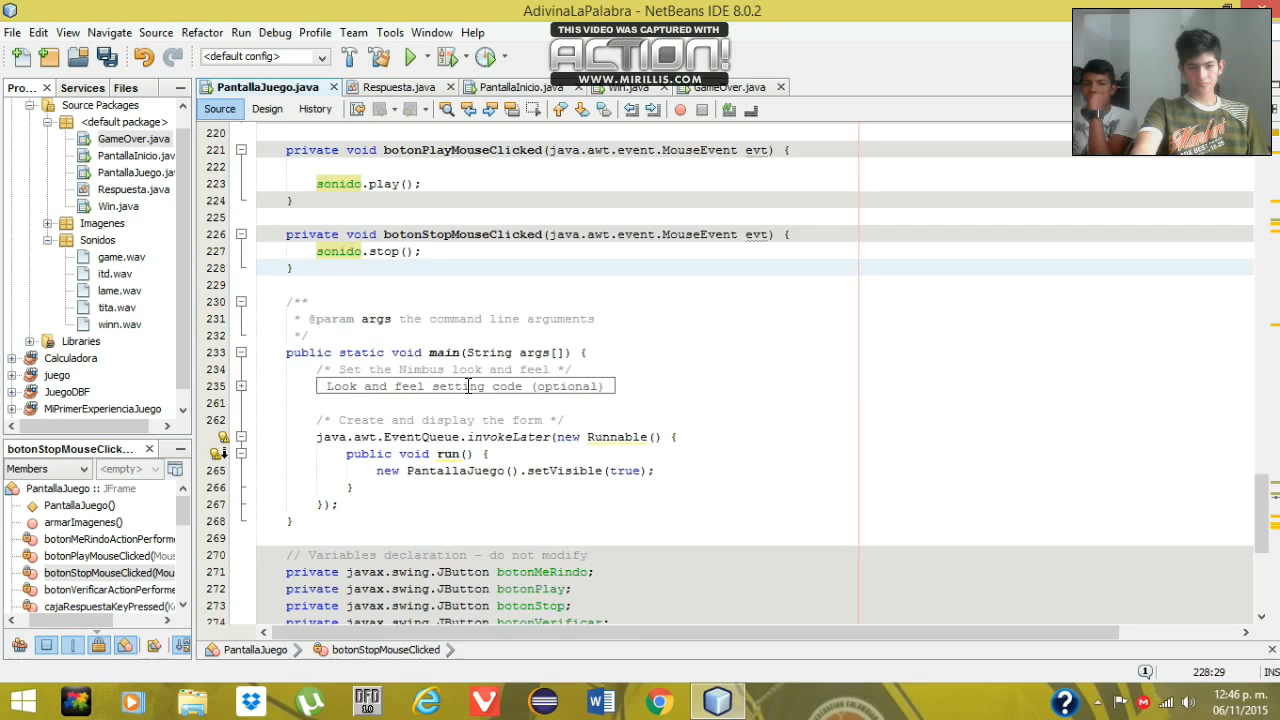 AdivinaLaPalabra - NetBeans IDE 8.0.2
File Edit View Navigate Source Refactor Run Debug Profile Team Tools Window Help
THIS VIDEO WAS CAPTURED WITH
ACTION!
WWW.MIRILLIS.COM
<default config>
Pro... Services Files
PantallaJuego.java Respuesta.java PantallaInicio.java Win.java GameOver.java
Source Design History
Source Packages
<default package>
GameOver.java
PantallaInicio.java
PantallaJuego.java
Respuesta.java
Win.java
Imagenes
Sonidos
game.wav
itd.wav
lame.wav
tita.wav
winn.wav
Libraries
Calculadora
juego
JuegoDBF
MiPrimerExperienciaJuego
botonStopMouseClick...
Members <empty>
PantallaJuego :: JFrame
PantallaJuego()
armarImagenes()
botonMeRindoActionPerforme
botonPlayMouseClicked(Mous
botonStopMouseClicked(Mou
botonVerificarActionPerforme
cajaRespuestaKeyPressed(K
220
221 private void botonPlayMouseClicked(java.awt.event.MouseEvent evt) {
222
223 sonido.play();
224 }
225
226 private void botonStopMouseClicked(java.awt.event.MouseEvent evt) {
227 sonido.stop();
228 }
229
230 /**
231 * @param args the command line arguments
232 */
233 public static void main(String args[]) {
234 /* Set the Nimbus look and feel */
235 Look and feel setting code (optional)
261
262 /* Create and display the form */
java.awt.EventQueue.invokeLater(new Runnable() {
public void run() {
265 new PantallaJuego().setVisible(true);
266 }
267 });
268 }
269
270 // Variables declaration - do not modify
271 private javax.swing.JButton botonMeRindo;
272 private javax.swing.JButton botonPlay;
273 private javax.swing.JButton botonStop;
274 private javax.swing.JButton botonVerificar;
PantallaJuego botonStopMouseClicked
228:29 INS
DFD
1.0
12:46 p. m.
06/11/2015